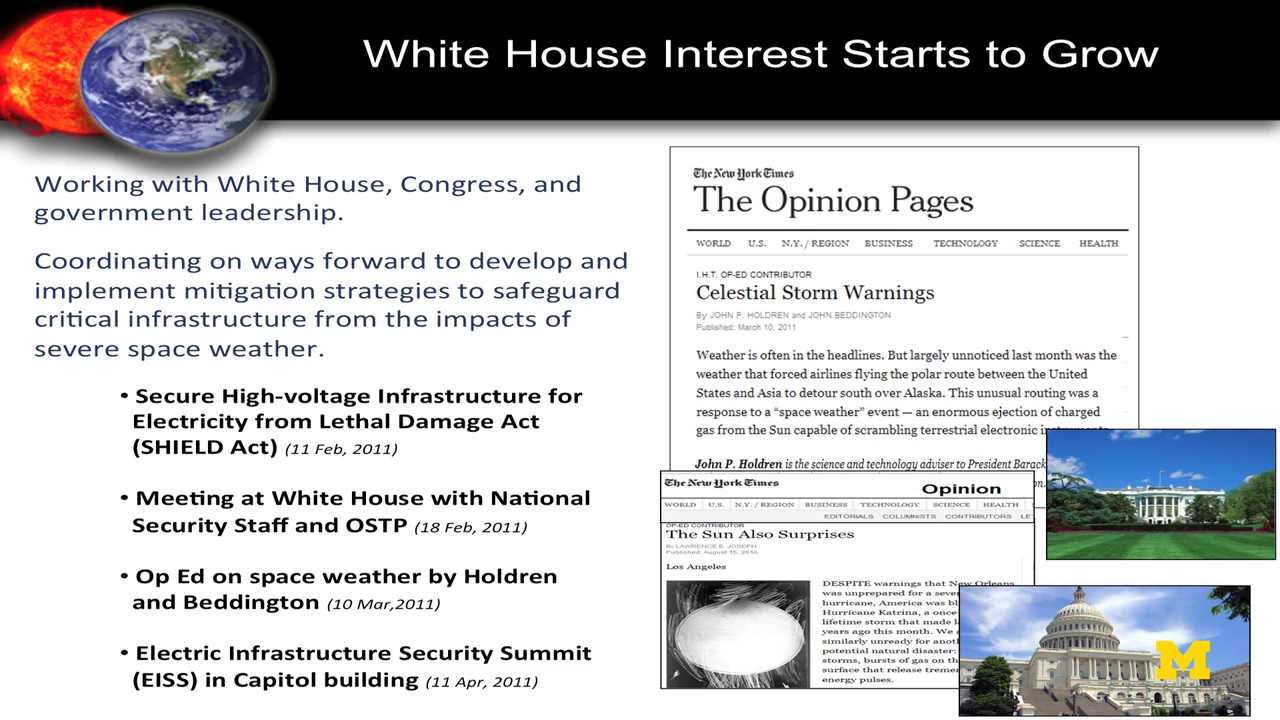 White House Interest Starts to Grow
Working with White House, Congress, and
government leadership.
Coordinating on ways forward to develop and
implement mitigation strategies to safeguard
critical infrastructure from the impacts of
severe space weather.
• Secure High-voltage Infrastructure for
Electricity from Lethal Damage Act
(SHIELD Act) (11 Feb, 2011)
• Meeting at White House with National
Security Staff and OSTP (18 Feb, 2011)
• Op Ed on space weather by Holdren
and Beddington (10 Mar,2011)
• Electric Infrastructure Security Summit
(EISS) in Capitol building (11 Apr, 2011)
The New York Times
The Opinion Pages
WORLD U.S. N.Y. / REGION BUSINESS TECHNOLOGY SCIENCE HEALTH
I.H.T. OP-ED CONTRIBUTOR
Celestial Storm Warnings
By JOHN P. HOLDREN and JOHN BEDDINGTON
Published: March 10, 2011
Weather is often in the headlines. But largely unnoticed last month was the
weather that forced airlines flying the polar route between the United
States and Asia to detour south over Alaska. This unusual routing was a
response to a “space weather” event — an enormous ejection of charged
gas from the Sun capable of scrambling terrestrial electronic
John P. Holdren is the science and technology adviser to President Barack
The New York Times
Opinion
WORLD U.S. N.Y. / REGION BUSINESS TECHNOLOGY SCIENCE HEALTH
EDITORIALS COLUMNISTS CONTRIBUTORS
OP-ED CONTRIBUTOR
The Sun Also Surprises
By LAWRENCE E. JOSEPH
Published: August 15, 2010
Los Angeles
DESPITE warnings that New Orleans
was unprepared for a
hurricane, America was
Hurricane Katrina, a
lifetime storm that made
years ago this month. We
similarly unready for
potential natural disaster:
storms, bursts of gas on
surface that release
energy pulses.
M